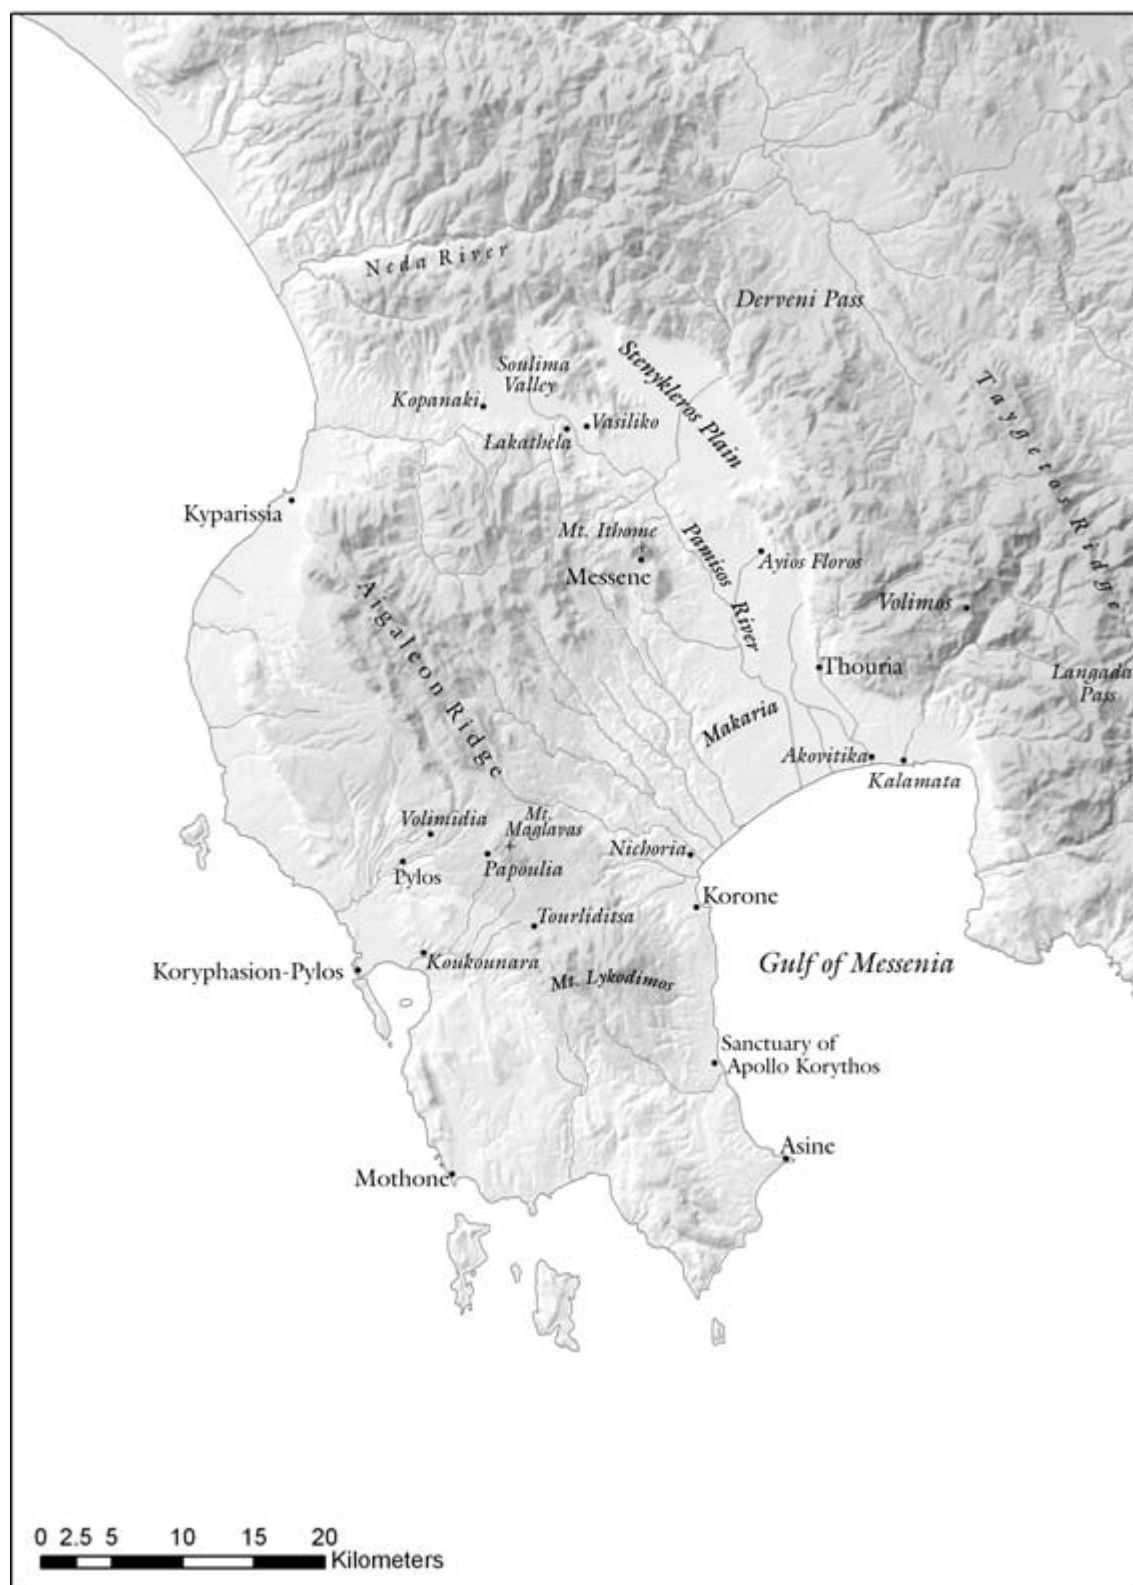 Neda River
Derveni Pass
Soulima
Valley
Stenykleros Plain
Taygetos Ridge
Kopanaki
Vasiliko
Lakathela
Kyparissia
Mt. Ithome
Messene
Pamisos River
Ayios Floros
Volimos
Aigaleon Ridge
Thouria
Langada
Pass
Makaria
Akovitika
Kalamata
Volimidia
Mt.
Maglavas
Nichoria
Pylos
Papoulia
Korone
Tourliditsa
Koukounara
Koryphasion-Pylos
Mt. Lykodimos
Gulf of Messenia
Sanctuary of
Apollo Korythos
Asine
Mothone
0 2.5 5 10 15 20
Kilometers